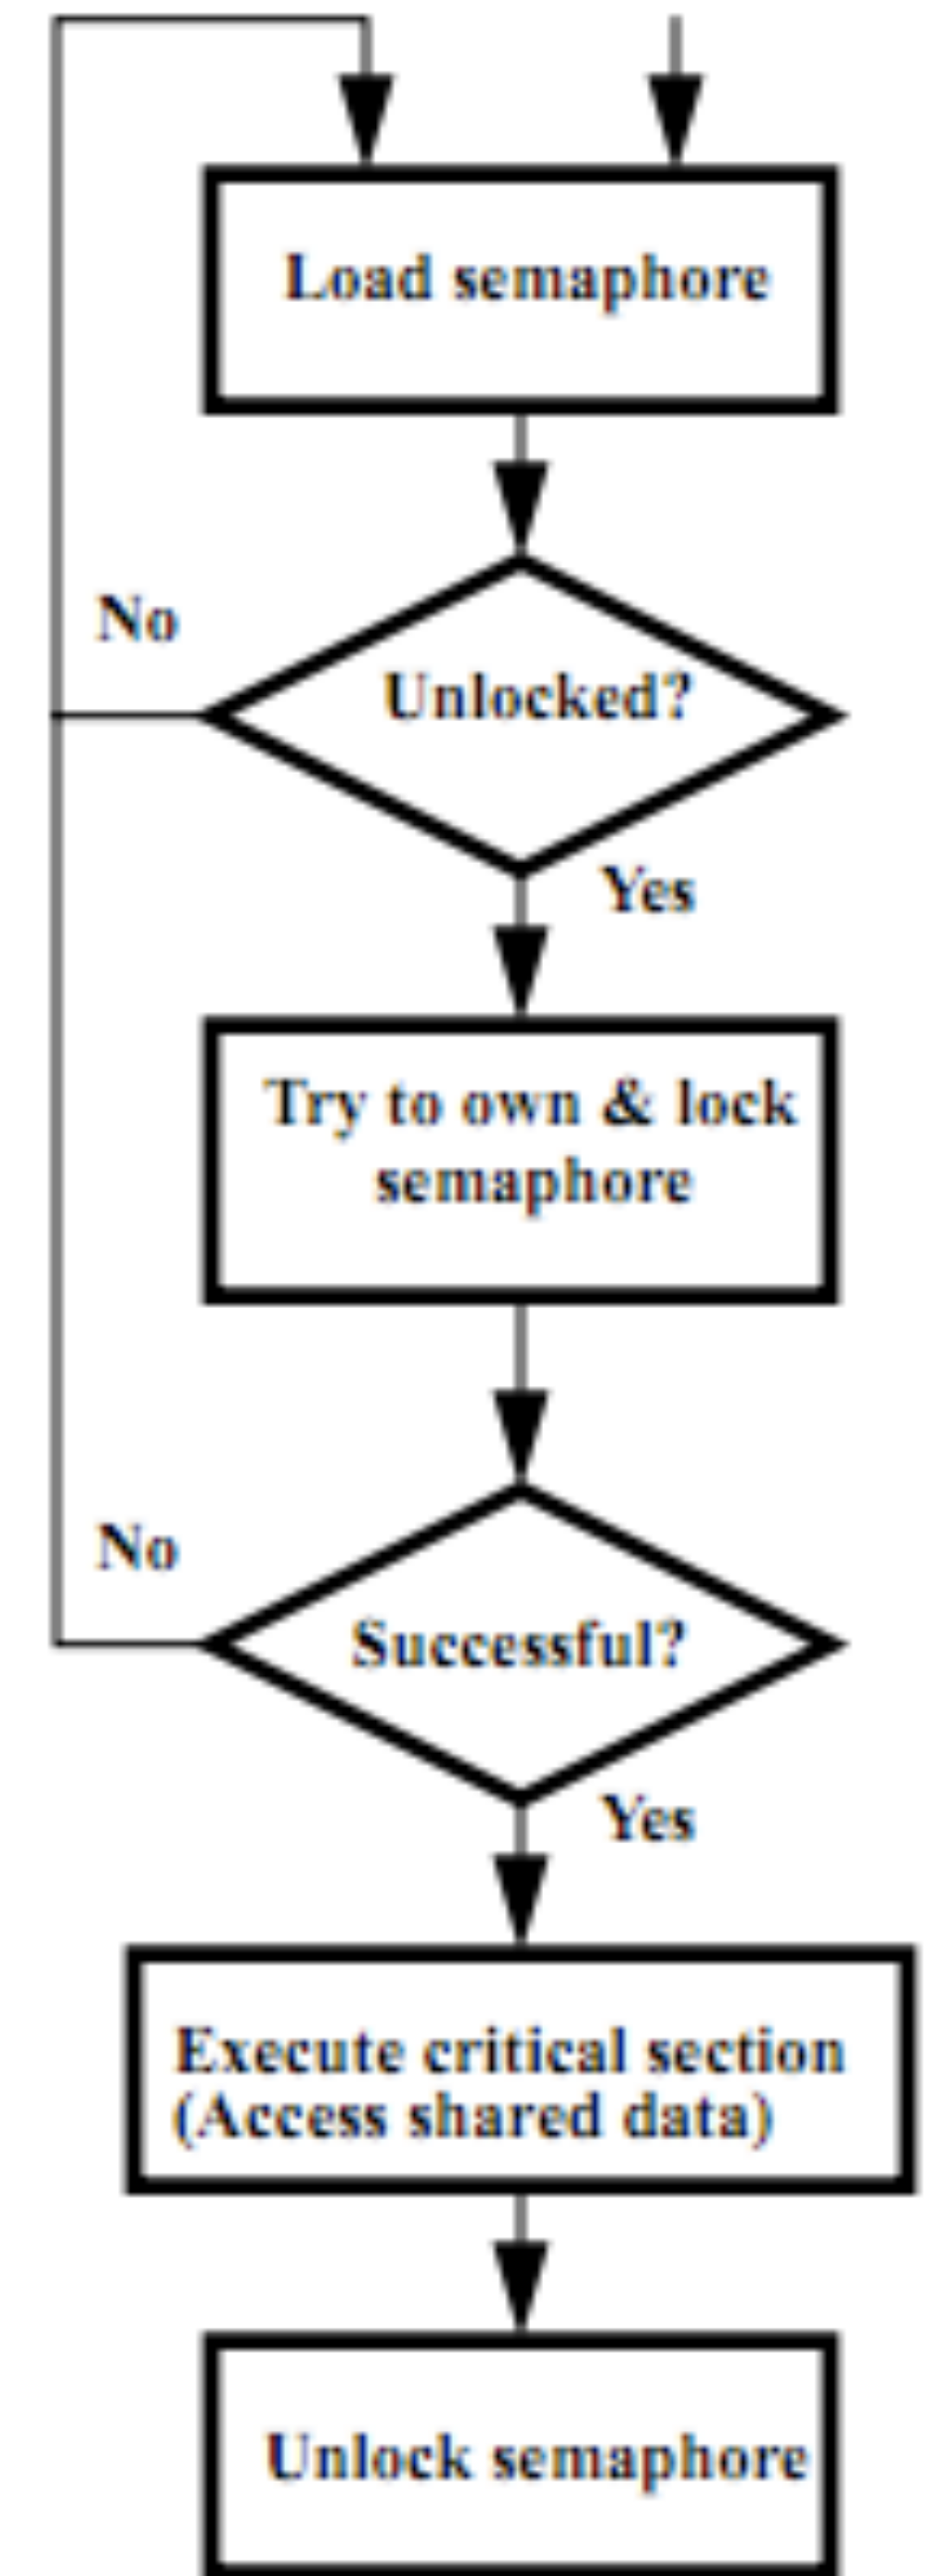 Load semaphore
No
Unlocked?
Yes
Try to own & lock
semaphore
No
Successful?
Yes
Execute critical section
(Access shared data)
Unlock semaphore